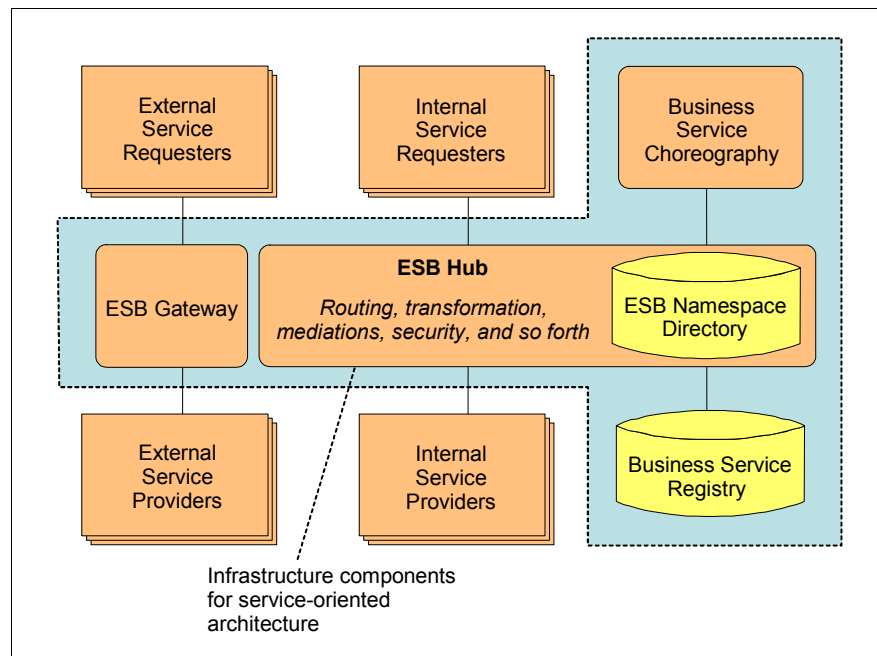 External
Service
Requesters
Internal
Service
Requesters
Business
Service
Choreography
ESB Gateway
ESB Hub
Routing, transformation,
mediations, security, and so forth
ESB Namespace
Directory
External
Service
Providers
Internal
Service
Providers
Business Service
Registry
Infrastructure components
for service-oriented
architecture